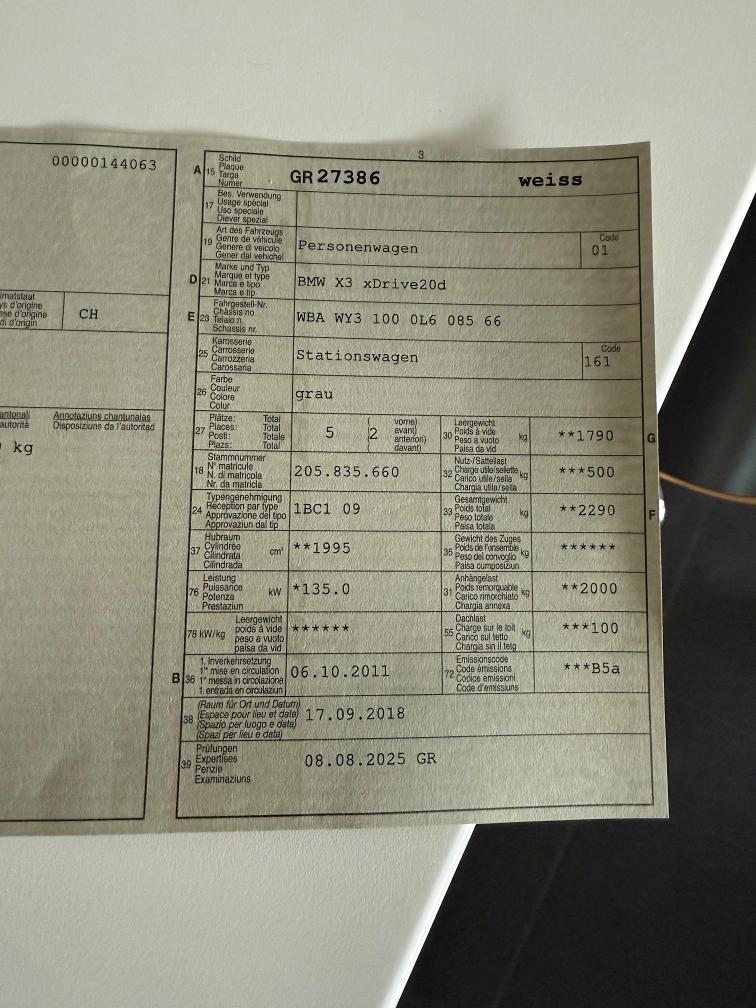 00000144063
imatstaat
ys d'origine
ese d'origine
di d'origin
CH
antonali
autorità
Annotaziuns chantunalas
Disposiziuns da l'autoritad
kg
3
A
15
Schild
Plaque
Targa
Numer
GR 27386
weiss
17
Bes. Verwendung
Usage spécial
Uso speciale
Diever spezial
19
Art des Fahrzeugs
Genre de véhicule
Genere di veicolo
Gener dal vehichel
Personenwagen
Code
01
D
21
Marke und Typ
Marque et type
Marca e tipo
Marca e tip
BMW X3 xDrive20d
E
23
Fahrgestell-Nr.
Châssis no
Telaio n.
Schassis nr.
WBA WY3 100 0L6 085 66
25
Karosserie
Carrosserie
Carrozzeria
Carossaria
Stationswagen
Code
161
26
Farbe
Couleur
Colore
Colur
grau
27
Plätze: Total
Places: Total
Posti: Totale
Plazs: Total
5
(2
vorne)
avant)
anteriori)
davant)
30
Leergewicht
Poids à vide
Peso a vuoto
Paisa da vid
kg
**1790
G
18
Stammnummer
N° matricule
N. di matricola
Nr. da matricla
205.835.660
32
Nutz-/Sattellast
Charge utile/sellette
Carico utile/sella
Chargia utila/sella
kg
***500
24
Typengenehmigung
Réception par type
Approvazione del tipo
Approvaziun dal tip
1BC1 09
33
Gesamtgewicht
Poids total
Peso totale
Paisa totala
kg
**2290
F
37
Hubraum
Cylindrée
Cilindrata
Cilindrada
cm³
**1995
35
Gewicht des Zuges
Poids de l'ensemble
Peso del convoglio
Paisa cumposiziun
kg
******
76
Leistung
Puissance
Potenza
Prestaziun
kW
*135.0
31
Anhängelast
Poids remorquable
Carico rimorchiato
Chargia annexa
kg
**2000
78 kW/kg
Leergewicht
poids à vide
peso a vuoto
paisa da vid
******
55
Dachlast
Charge sur le toit
Carico sul tetto
Chargia sin il tetg
kg
***100
B
36
1. Inverkehrsetzung
1re mise en circulation
1a messa in circolazione
1. entrada en circulaziun
06.10.2011
72
Emissionscode
Code émissions
Codice emissioni
Code d'emissiuns
***B5a
38
(Raum für Ort und Datum)
(Espace pour lieu et date)
(Spazio per luogo e data)
(Spazi per lieu e data)
17.09.2018
39
Prüfungen
Expertises
Perizie
Examinaziuns
08.08.2025 GR